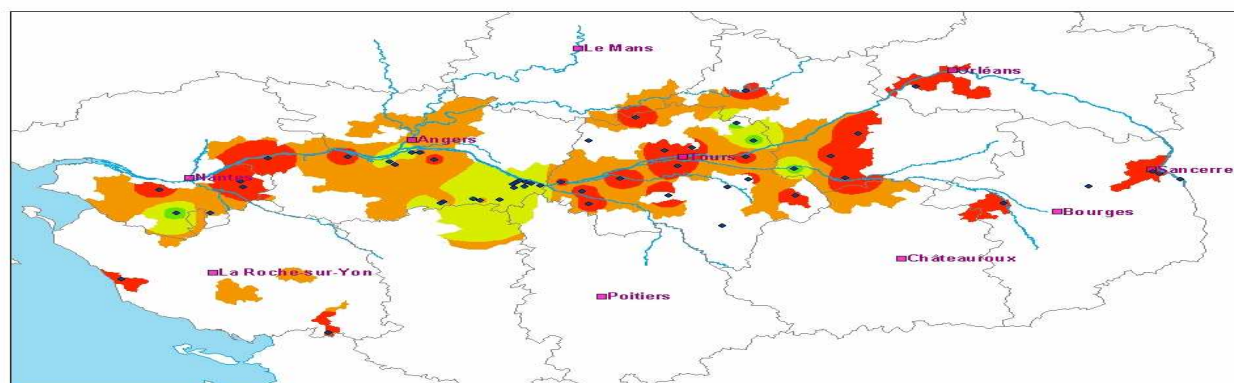 Le Mans
Orléans
Angers
Tours
Nantes
Sancerre
Bourges
Châteauroux
La Roche-sur-Yon
Poitiers